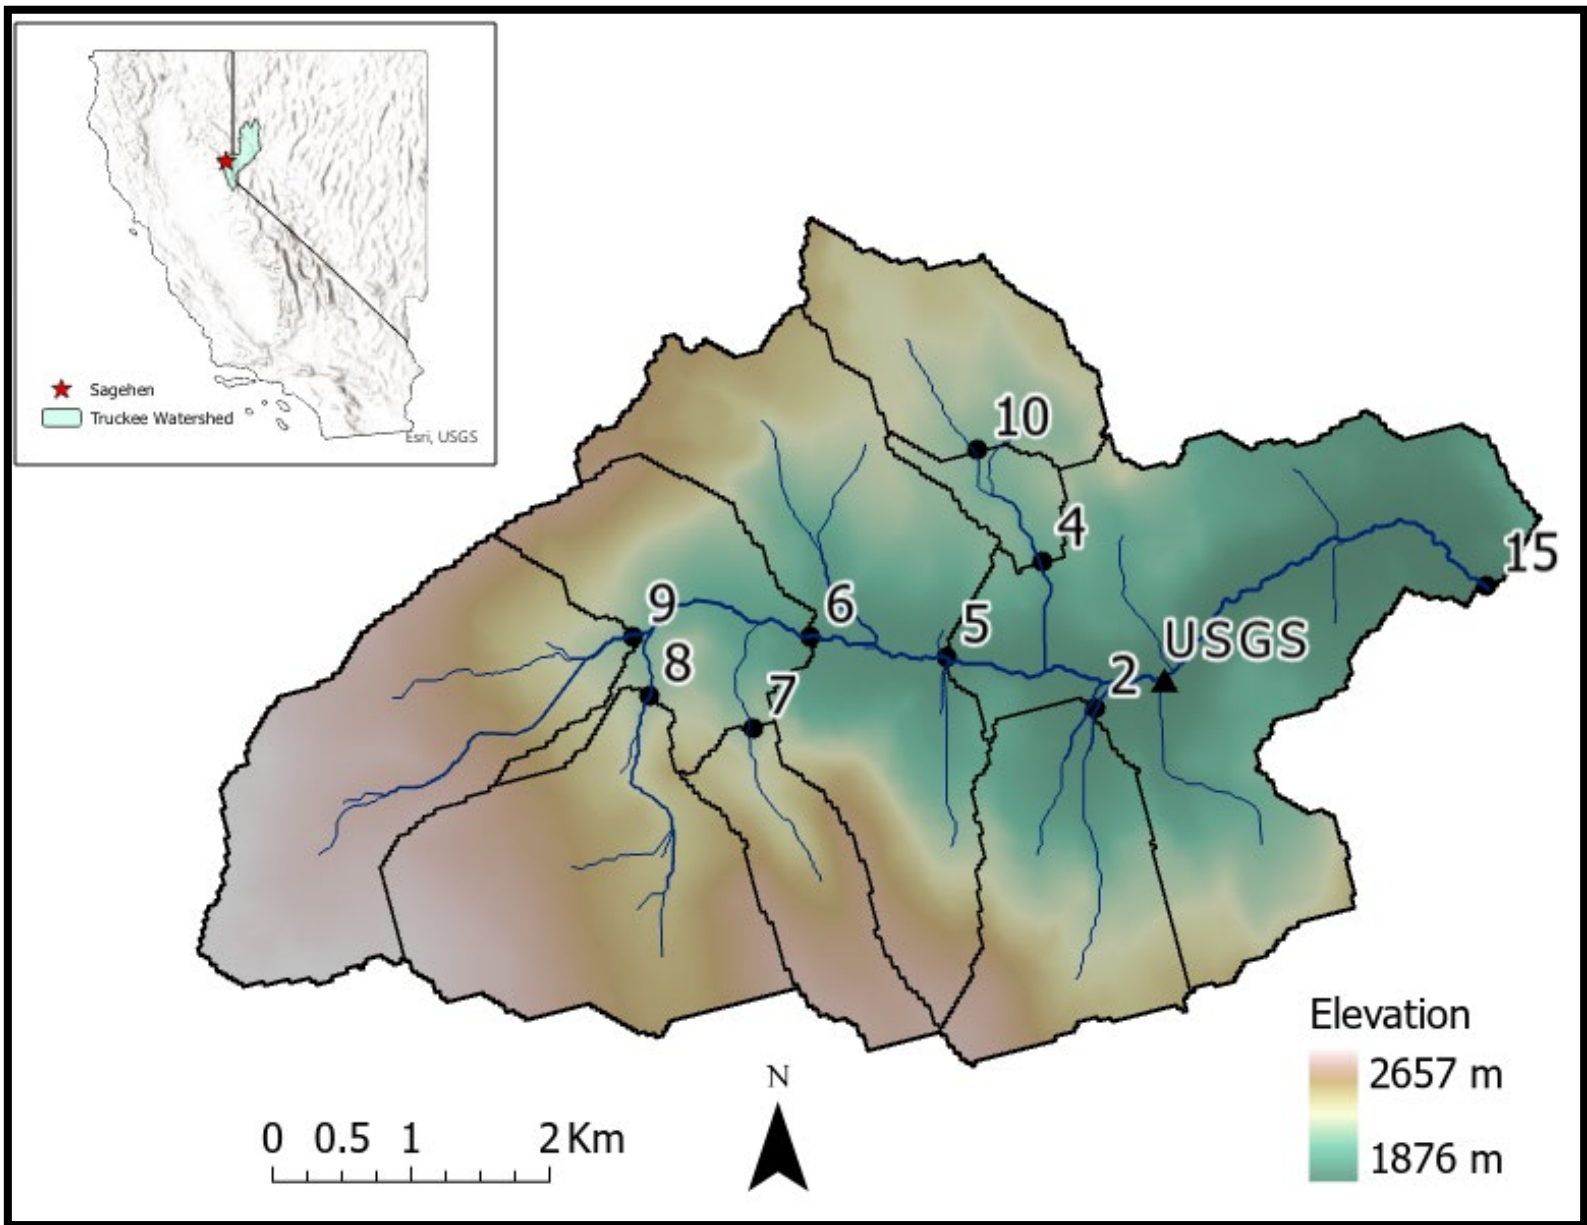 Sagehen
Truckee Watershed
Esri, USGS
10
4
15
9
6
5
USGS
8
2
7
Elevation
2657 m
1876 m
N
0 0.5 1 2 Km